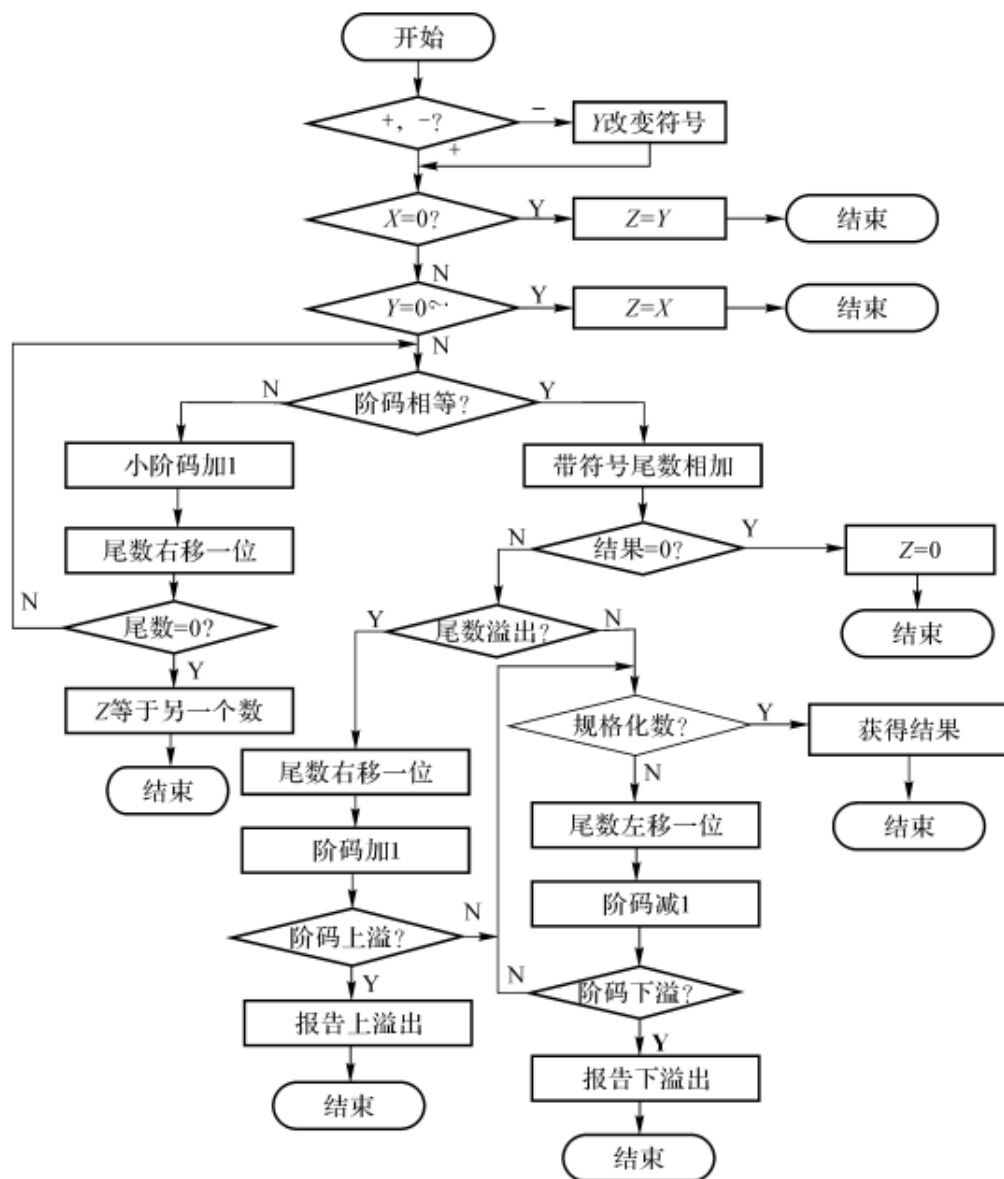 开始
+，-?
−
Y改变符号
+
X=0?
Y
Z=Y
结束
N
Y=0?
Y
Z=X
结束
N
N
阶码相等?
Y
小阶码加1
带符号尾数相加
尾数右移一位
N
结果=0?
Y
Z=0
N
尾数=0?
Y
尾数溢出?
N
结束
Y
Z等于另一个数
规格化数?
Y
获得结果
结束
尾数右移一位
N
结束
尾数左移一位
阶码加1
阶码减1
阶码上溢?
N
N
阶码下溢?
Y
报告上溢出
Y
报告下溢出
结束
结束